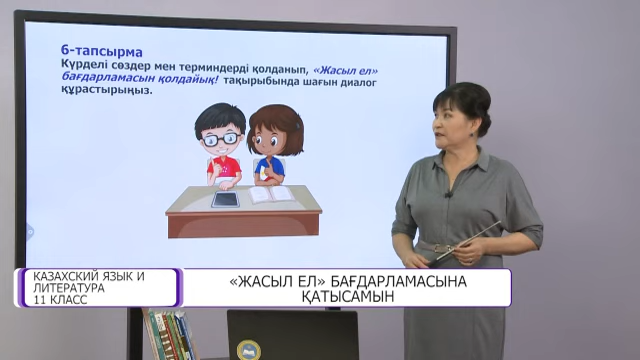 6-тапсырма
Күрделі сөздер мен терминдерді қолданып, «Жасыл ел»
бағдарламасын қолдайық! тақырыбында шағын диалог
құрастырыңыз.
КАЗАХСКИЙ ЯЗЫК И
ЛИТЕРАТУРА
11 КЛАСС
«ЖАСЫЛ ЕЛ» БАҒДАРЛАМАСЫНА
ҚАТЫСАМЫН